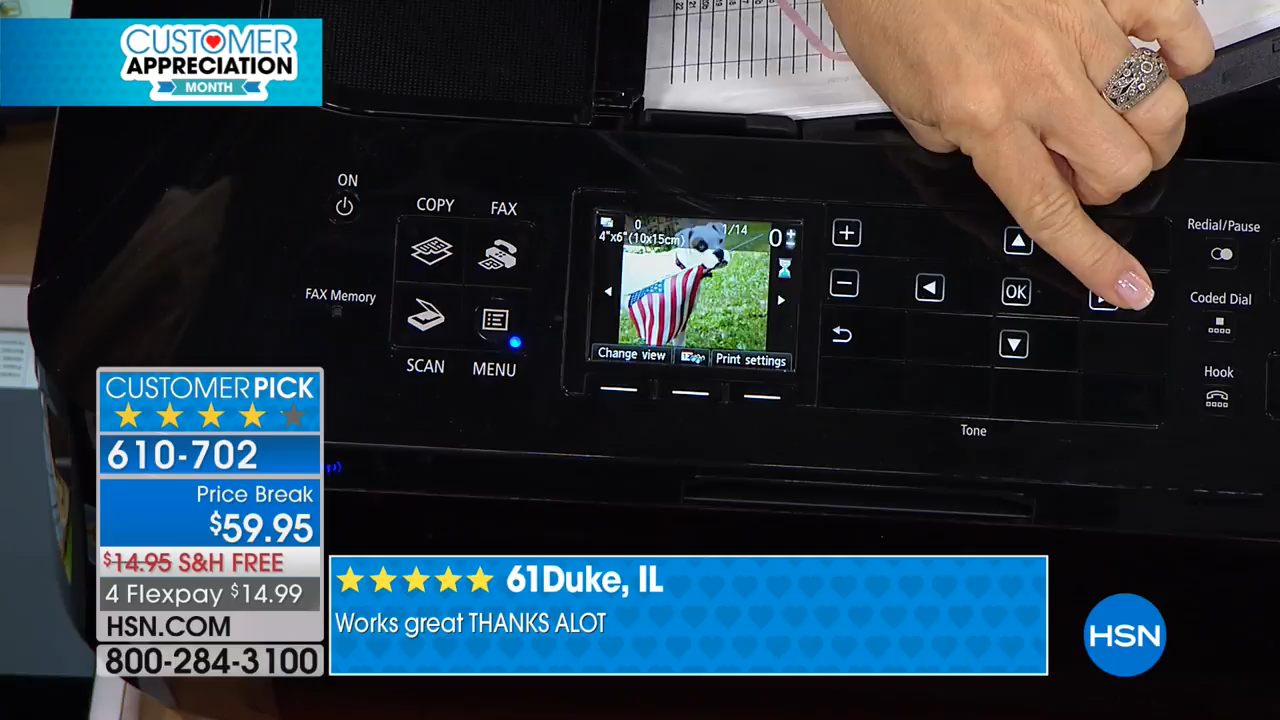 CUSTOMER
APPRECIATION
MONTH
ON
COPY
FAX
FAX Memory
SCAN
MENU
0
1/14
4"x6"(10x15cm)
0
Change view
Print settings
OK
Redial/Pause
Coded Dial
Hook
Tone
CUSTOMER PICK
610-702
Price Break
$59.95
$14.95 S&H FREE
4 Flexpay $14.99
HSN.COM
800-284-3100
61Duke, IL
Works great THANKS ALOT
HSN